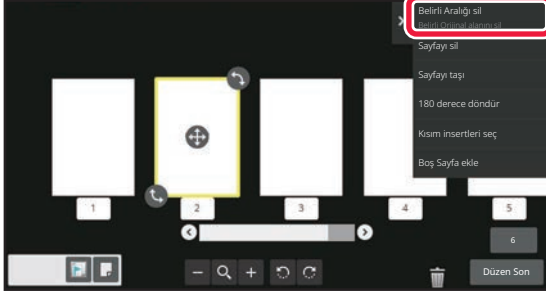 Belirli Aralığı sil
Belirli Orijinal alanını sil
Sayfayı sil
Sayfayı taşı
180 derece döndür
Kısım insertleri seç
Boş Sayfa ekle
1
2
3
4
5
6
Düzen Son